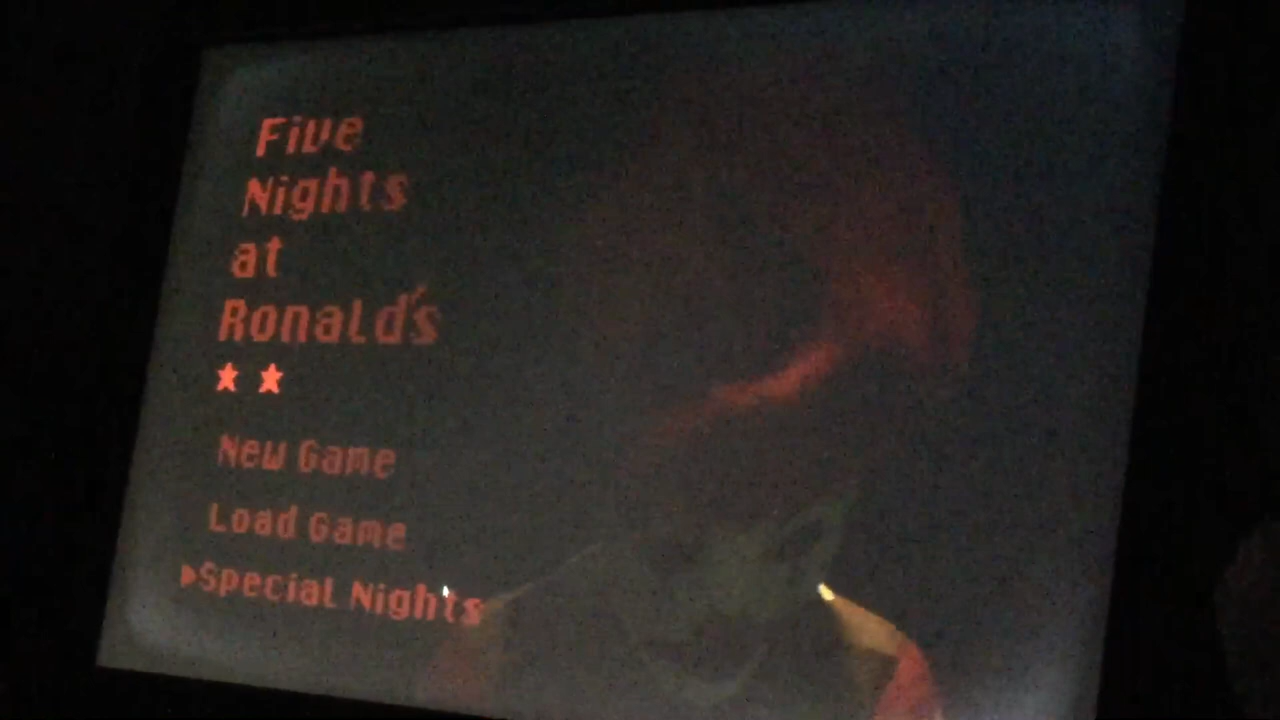 Five
Nights
at
Ronald's
★ ★
New Game
Load Game
▶Special Nights